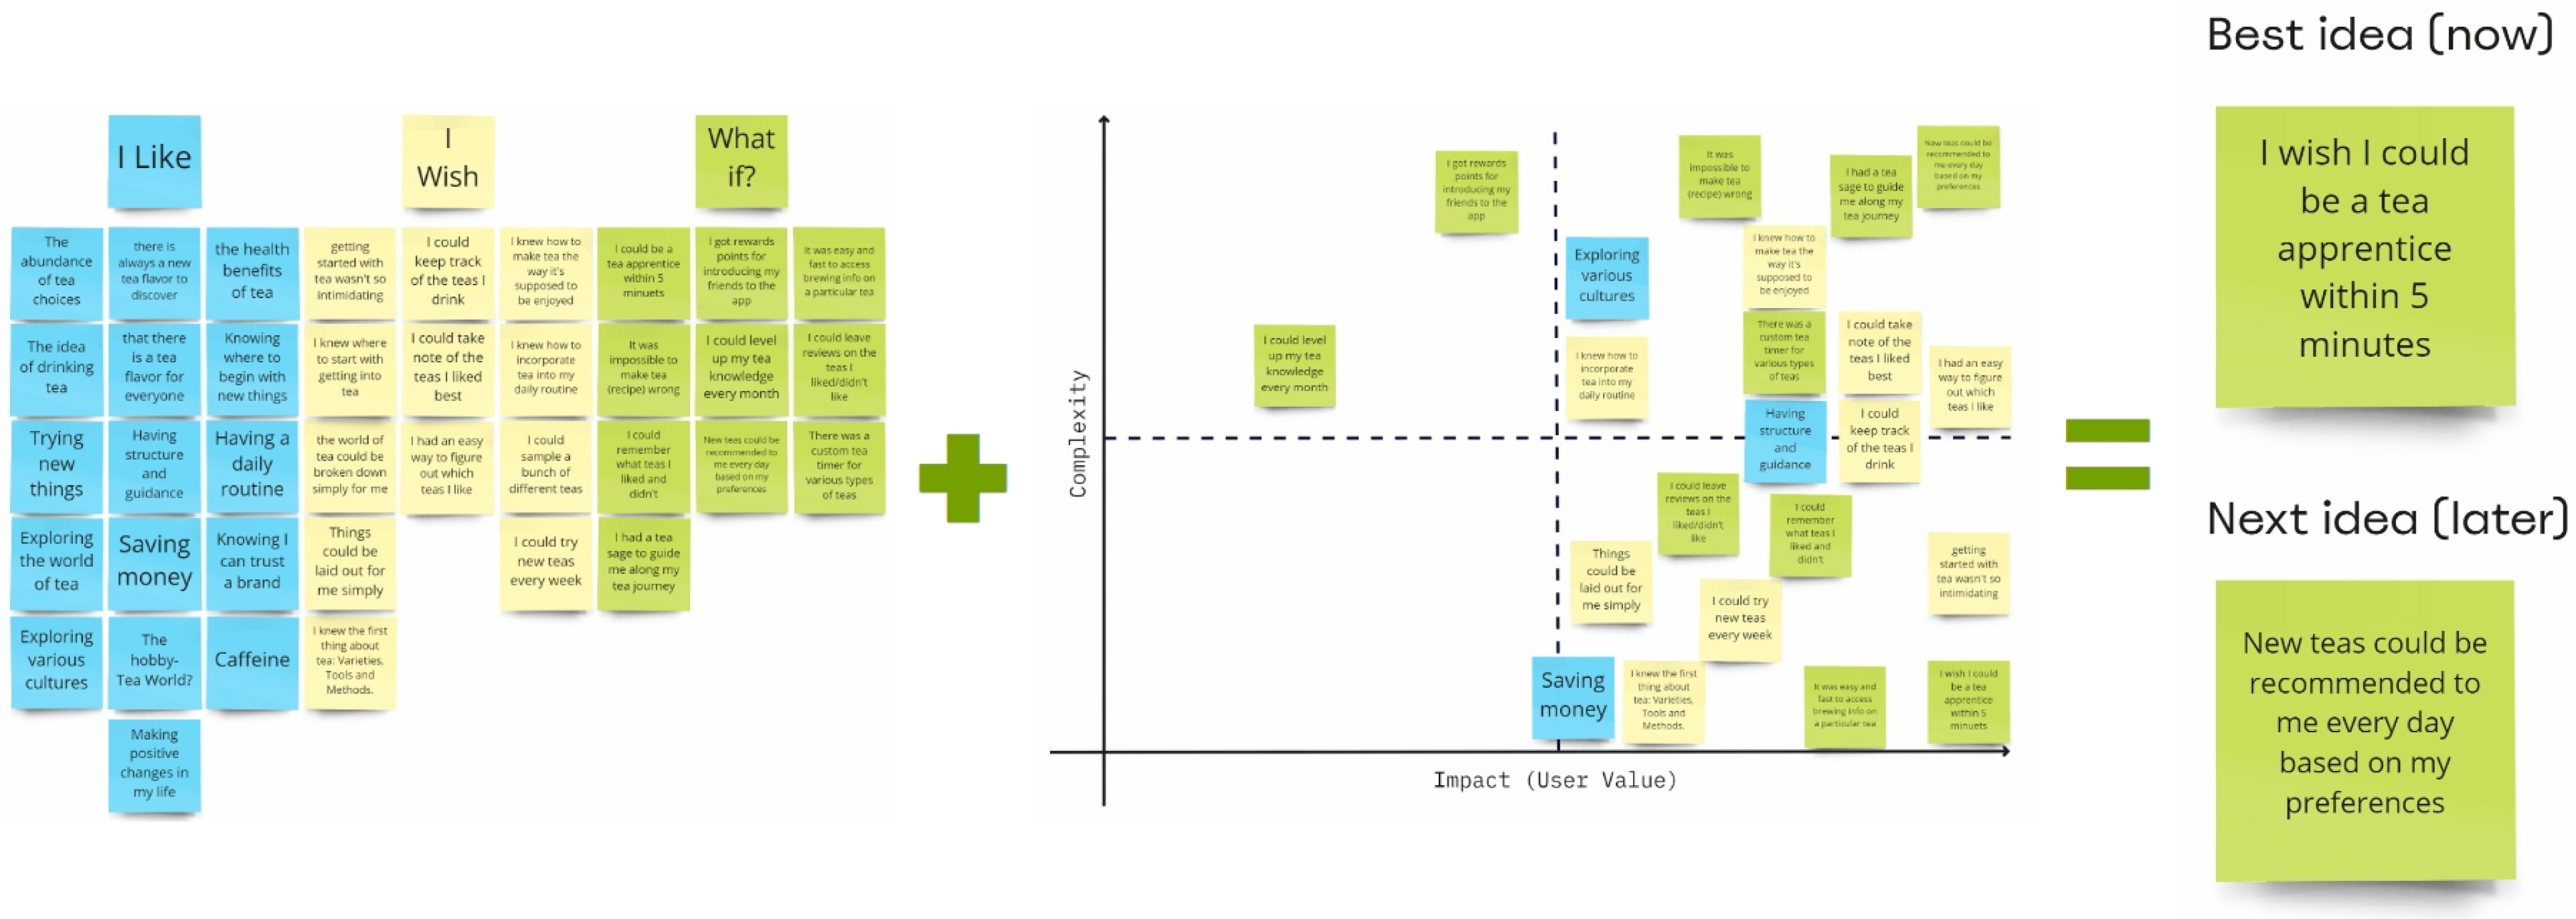 I Like
I
Wish
What
if?
The
abundance
of tea
choices
there is
always a new
tea flavor to
discover
the health
benefits
of tea
getting
started with
tea wasn't so
intimidating
I could
keep track
of the teas I
drink
I knew how to
make tea the
way it's
supposed to
be enjoyed
I could be a
tea apprentice
within 5
minuets
I got rewards
points for
introducing my
friends to the
app
It was easy and
fast to access
brewing info on
a particular tea
The idea
of drinking
tea
that there
is a tea
flavor for
everyone
Knowing
where to
begin with
new things
I knew where
to start with
getting into
tea
I could take
note of the
teas I liked
best
I knew how to
incorporate
tea into my
daily routine
It was
impossible to
make tea
(recipe) wrong
I could level
up my tea
knowledge
every month
I could leave
reviews on the
teas I
liked/didn't
like
Trying
new
things
Having
structure
and
guidance
Having a
daily
routine
the world of
tea could be
broken down
simply for me
I had an easy
way to figure
out which
teas I like
I could
sample a
bunch of
different teas
I could
remember
what teas I
liked and
didn't
New teas could be
recommended to
me every day
based on my
preferences
There was a
custom tea
timer for
various types
of teas
Exploring
the world
of tea
Saving
money
Knowing I
can trust
a brand
Things
could be
laid out for
me simply
I could try
new teas
every week
I had a tea
sage to guide
me along my
tea journey
Exploring
various
cultures
The
hobby-
Tea World?
Caffeine
I knew the first
thing about
tea: Varieties,
Tools and
Methods.
Making
positive
changes in
my life
Complexity
I got rewards
points for
introducing my
friends to the
app
It was
impossible to
make tea
(recipe) wrong
I had a tea
sage to guide
me along my
tea journey
New teas could be
recommended to
me every day
based on my
preferences
Exploring
various
cultures
I knew how to
make tea the
way it's
supposed to
be enjoyed
I could level
up my tea
knowledge
every month
I knew how to
incorporate
tea into my
daily routine
There was a
custom tea
timer for
various types
of teas
I could take
note of the
teas I liked
best
I had an easy
way to figure
out which
teas I like
Having
structure
and
guidance
I could
keep track
of the teas I
drink
I could leave
reviews on the
teas I
liked/didn't
like
I could
remember
what teas I
liked and
didn't
Things
could be
laid out for
me simply
getting
started with
tea wasn't so
intimidating
I could try
new teas
every week
Saving
money
I knew the first
thing about
tea: Varieties,
Tools and
Methods.
It was easy and
fast to access
brewing info on
a particular tea
I wish I could
be a tea
apprentice
within 5
minuets
Impact (User Value)
Best idea (now)
I wish I could
be a tea
apprentice
within 5
minutes
Next idea (later)
New teas could be
recommended to
me every day
based on my
preferences